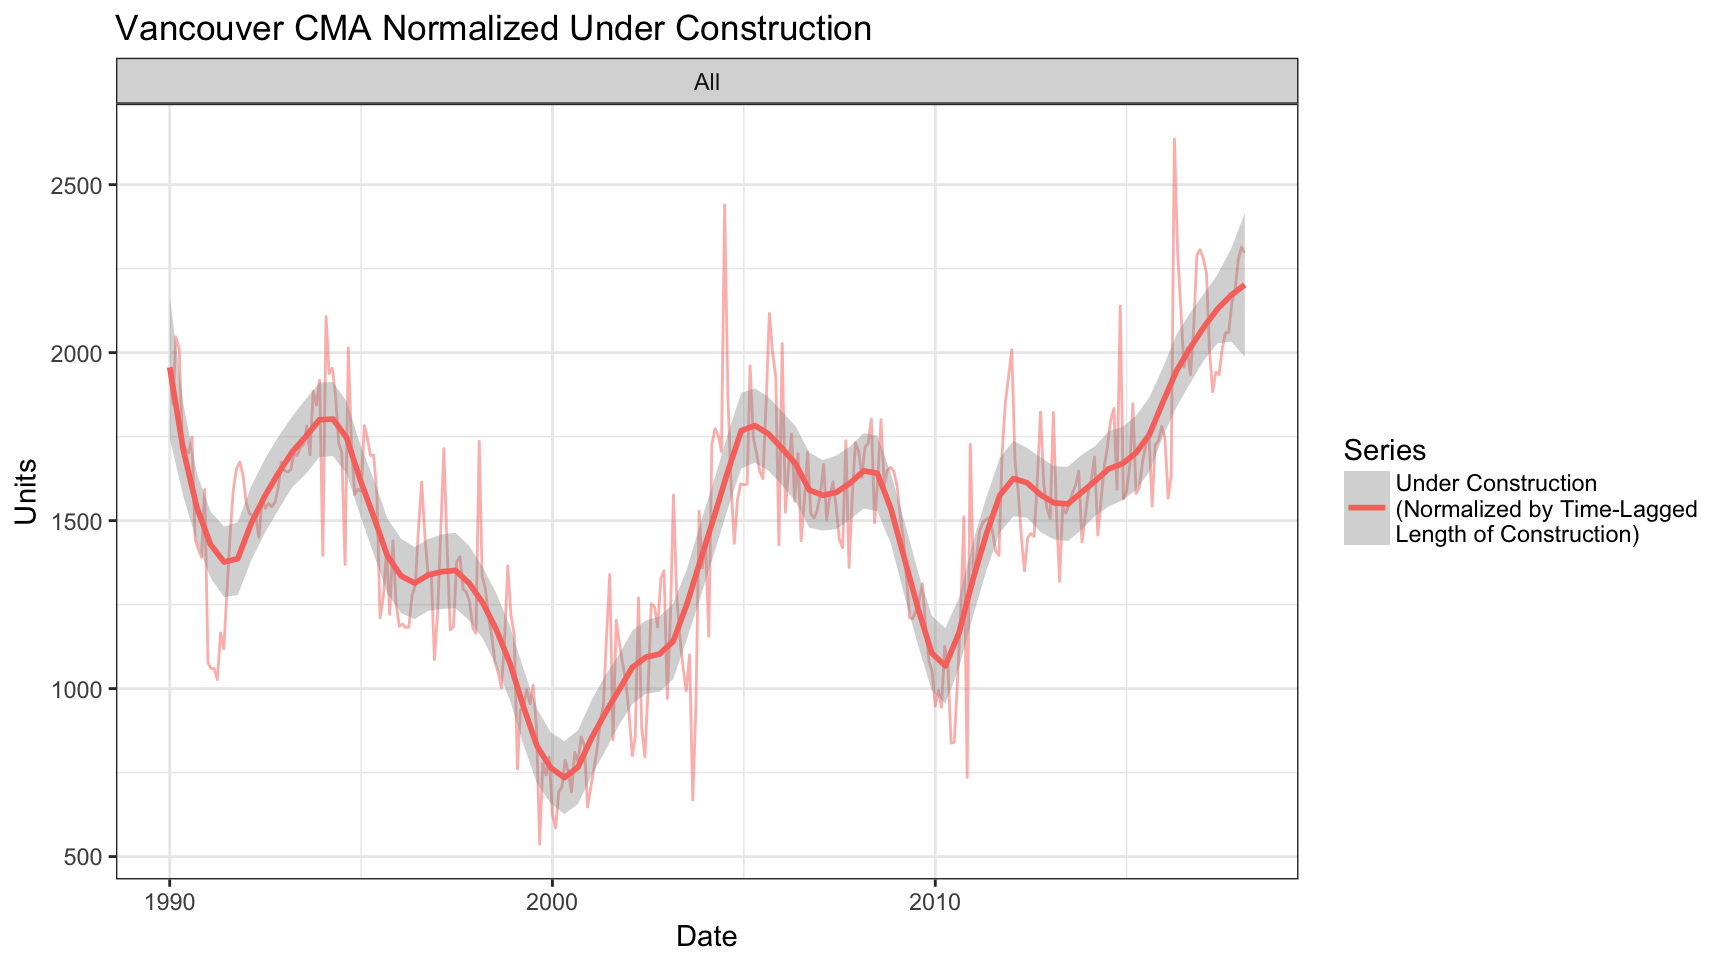 Vancouver CMA Normalized Under Construction
All
2500
2000
1500
1000
500
Units
1990
2000
2010
Date
Series
Under Construction
(Normalized by Time-Lagged
Length of Construction)